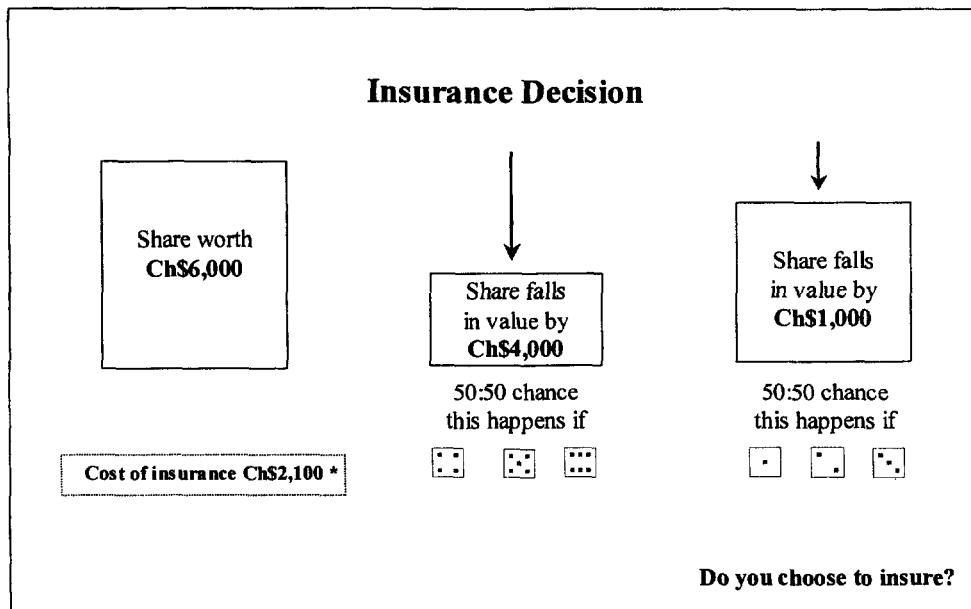 Insurance Decision
Share worth
Ch$6,000
Cost of insurance Ch$2,100 *
Share falls
in value by
Ch$4,000
50:50 chance
this happens if
Share falls
in value by
Ch$1,000
50:50 chance
this happens if
Do you choose to insure?